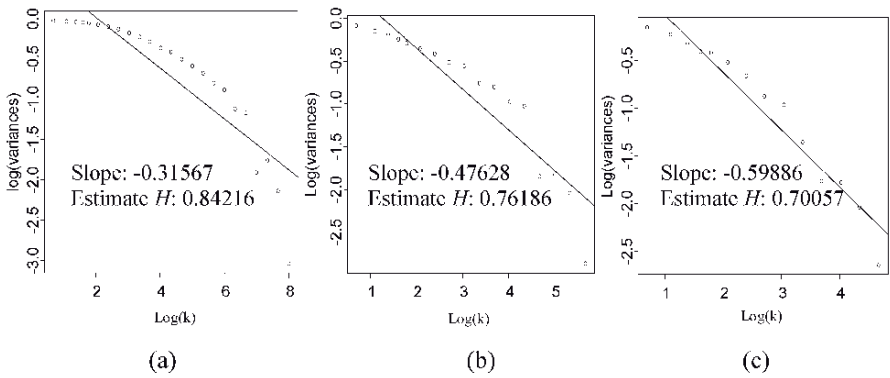 0.0
-0.5
-1.0
-1.5
-2.0
-2.5
-3.0
log(variances)
Slope: -0.31567
Estimate H: 0.84216
2 4 6 8
Log(k)
(a)
0.0
-0.5
-1.0
-1.5
-2.0
Log(variances)
Slope: -0.47628
Estimate H: 0.76186
1 2 3 4 5
Log(k)
(b)
-0.5
-1.0
-1.5
-2.0
-2.5
Log(variances)
Slope: -0.59886
Estimate H: 0.70057
1 2 3 4
Log(k)
(c)